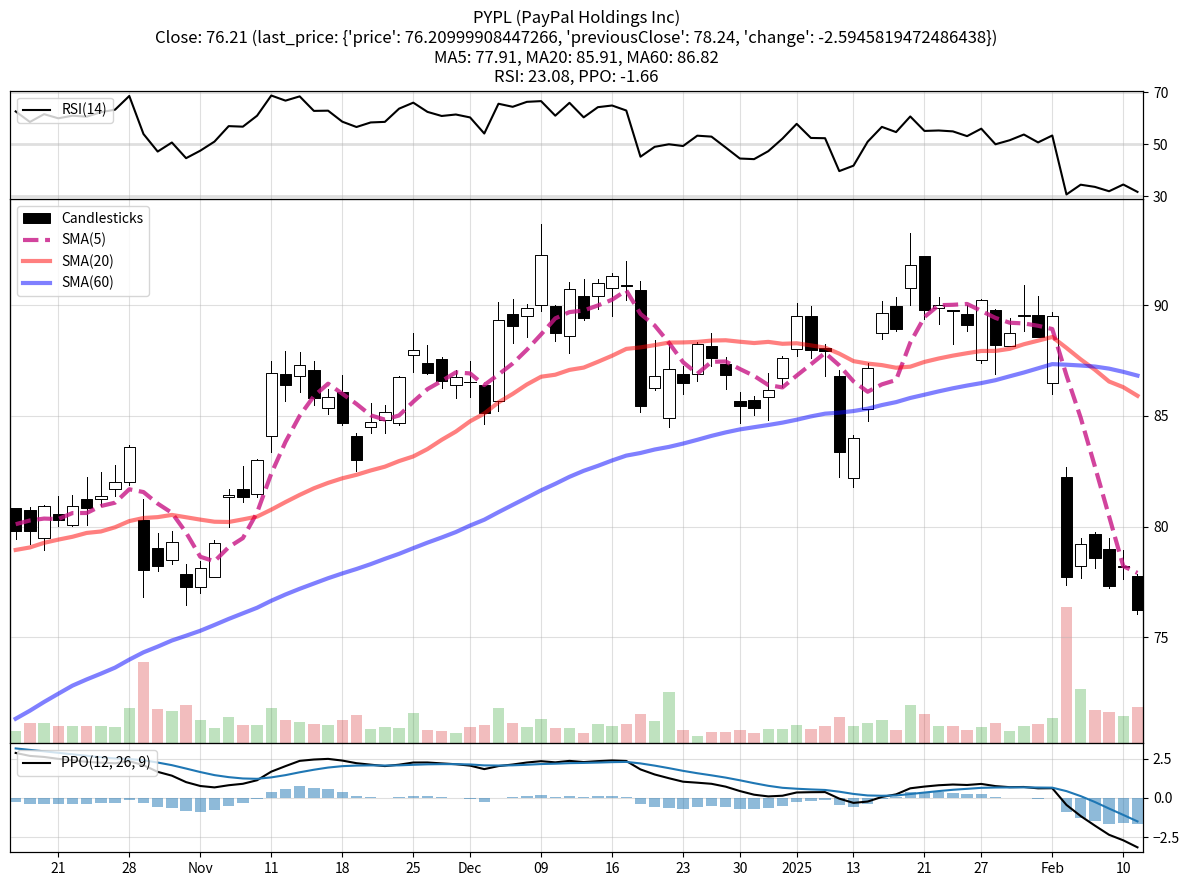 PYPL (PayPal Holdings Inc)
Close: 76.21 (last_price: {'price': 76.20999908447266, 'previousClose': 78.24, 'change': -2.5945819472486438})
MA5: 77.91, MA20: 85.91, MA60: 86.82
RSI: 23.08, PPO: -1.66
RSI(14)
70
50
30
Candlesticks
SMA(5)
SMA(20)
SMA(60)
90
85
80
75
PPO(12, 26, 9)
2.5
0.0
−2.5
21 28 Nov 11 18 25 Dec 09 16 23 30 2025 13 21 27 Feb 10